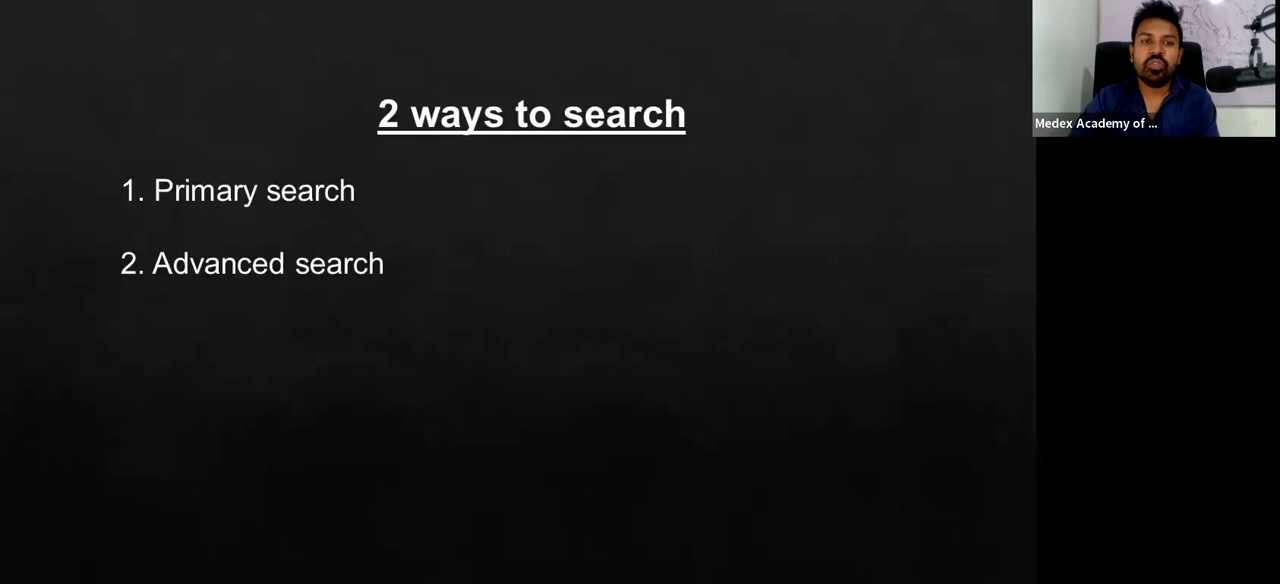 2 ways to search
1. Primary search
2. Advanced search
Medex Academy of ...